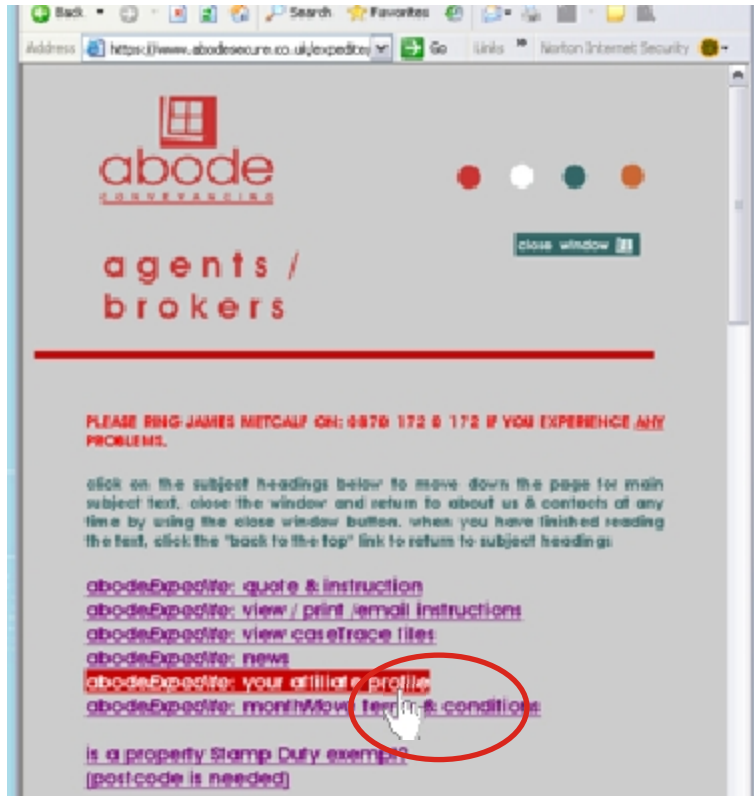 Back Search Favorites
Address https://www.abodesecure.co.uk/expedite/ Go Links » Norton Internet Security
abode
CONVEYANCING
close window
agents /
brokers
PLEASE RING JAMES METCALF ON: 0870 172 0 172 IF YOU EXPERIENCE ANY
PROBLEMS.
click on the subject headings below to move down the page for main
subject text, close the window and return to about us & contacts at any
time by using the close window button. when you have finished reading
the text, click the "back to the top" link to return to subject headings
abodeExpedite: quote & instruction
abodeExpedite: view / print /email instructions
abodeExpedite: view caseTrace files
abodeExpedite: news
abodeExpedite: your affiliate profile
abodeExpedite: monthMove terms & conditions
is a property Stamp Duty exempt?
(postcode is needed)